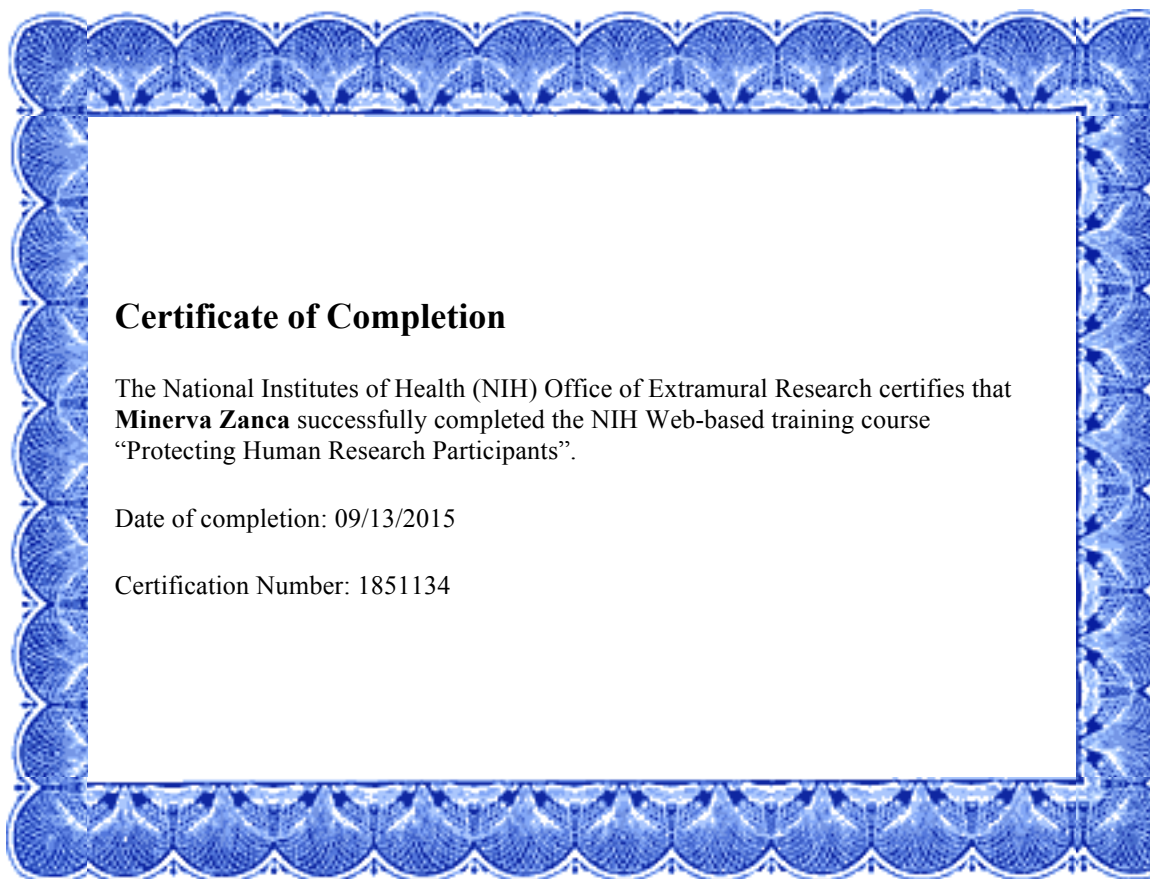 Certificate of Completion
The National Institutes of Health (NIH) Office of Extramural Research certifies that
Minerva Zanca successfully completed the NIH Web-based training course
“Protecting Human Research Participants”.
Date of completion: 09/13/2015
Certification Number: 1851134